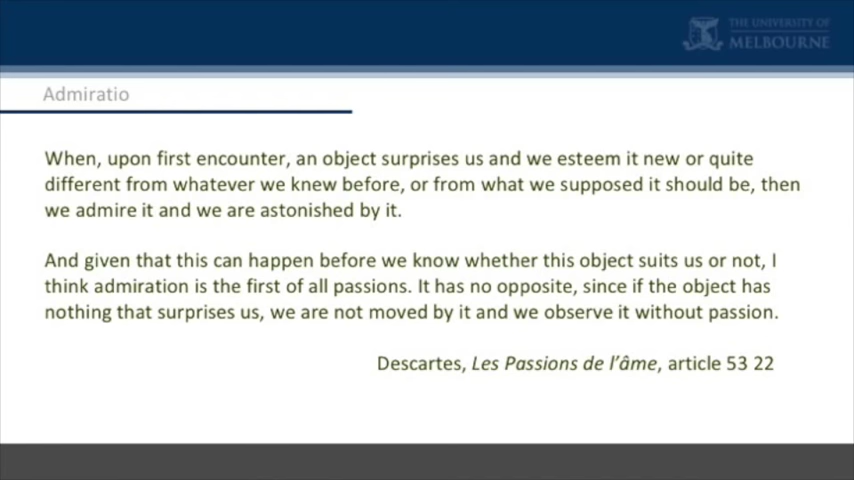 THE UNIVERSITY OF
MELBOURNE
Admiratio
When, upon first encounter, an object surprises us and we esteem it new or quite
different from whatever we knew before, or from what we supposed it should be, then
we admire it and we are astonished by it.
And given that this can happen before we know whether this object suits us or not, I
think admiration is the first of all passions. It has no opposite, since if the object has
nothing that surprises us, we are not moved by it and we observe it without passion.
Descartes, Les Passions de l’âme, article 53 22